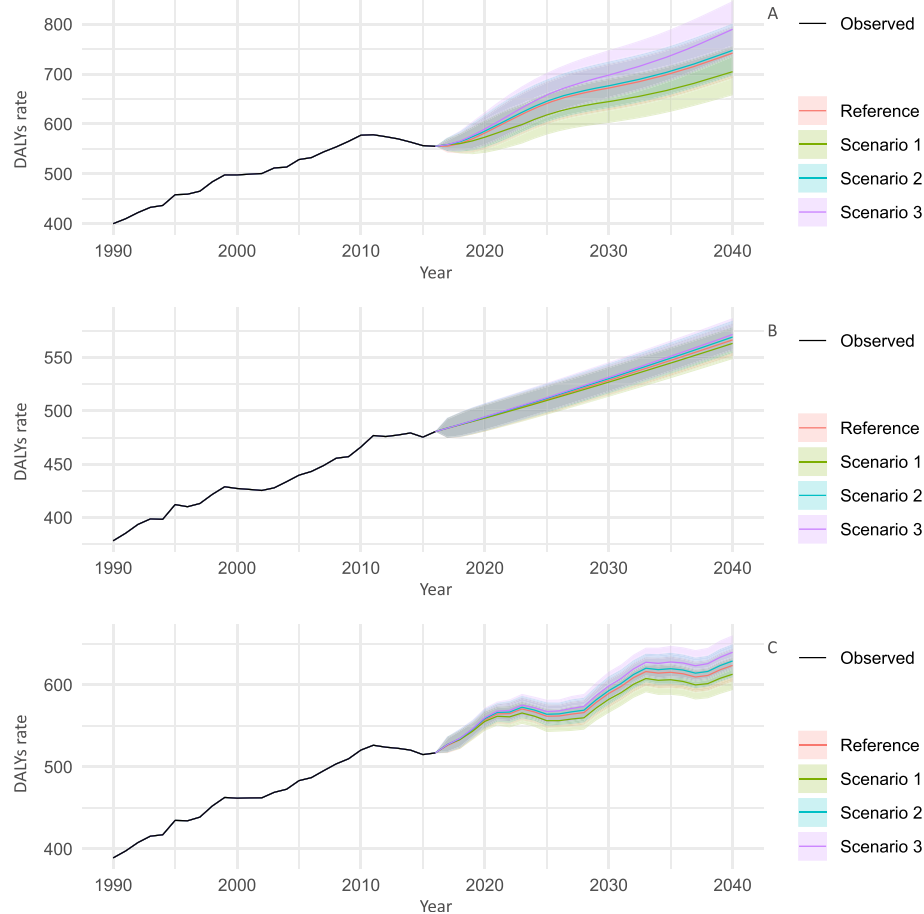 A
800
700
600
500
400
DALYs rate
1990 2000 2010 2020 2030 2040
Year
Observed
Reference
Scenario 1
Scenario 2
Scenario 3
B
550
500
450
400
DALYs rate
1990 2000 2010 2020 2030 2040
Year
Observed
Reference
Scenario 1
Scenario 2
Scenario 3
C
600
500
400
DALYs rate
1990 2000 2010 2020 2030 2040
Year
Observed
Reference
Scenario 1
Scenario 2
Scenario 3